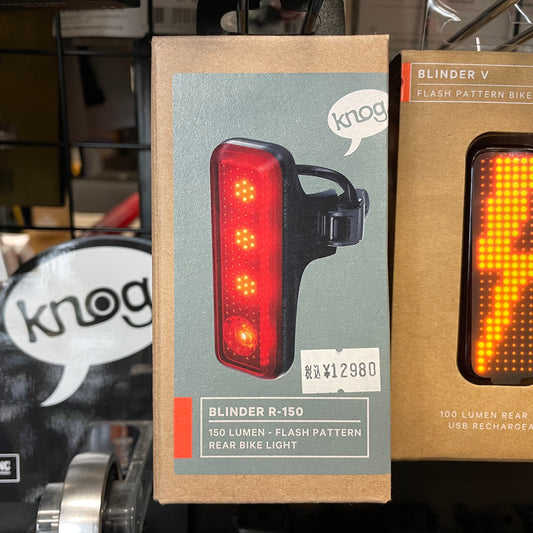 knog
knog
税込¥12980
BLINDER R-150
150 LUMEN - FLASH PATTERN
REAR BIKE LIGHT
BLINDER V
FLASH PATTERN BIKE
100 LUMEN REAR
USB RECHARGEA